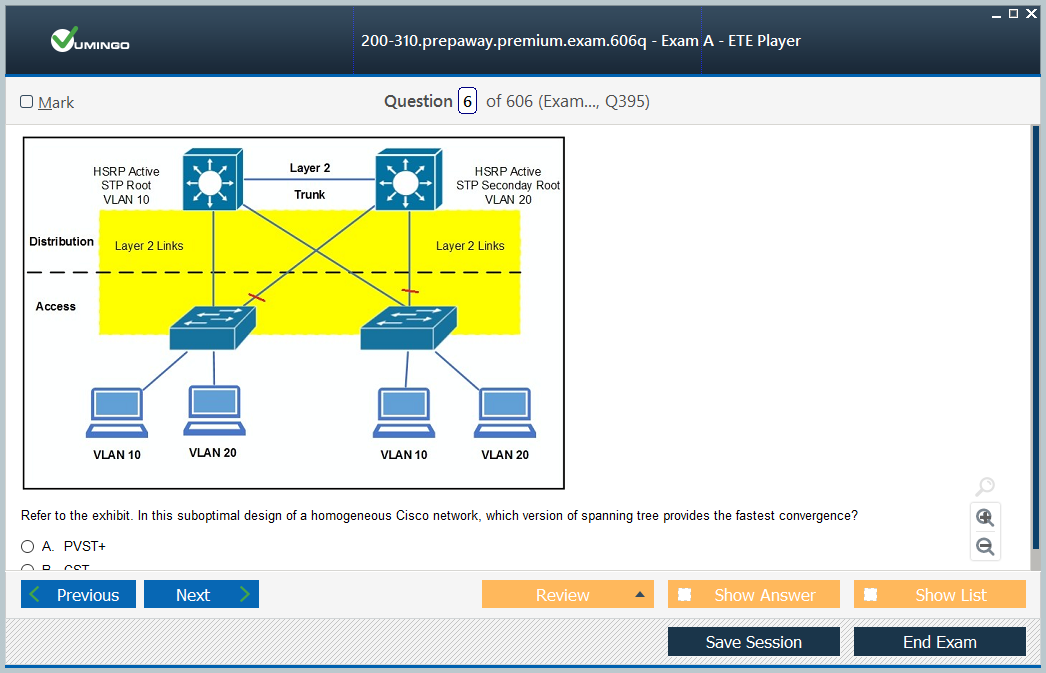 VUMINGO
200-310.prepaway.premium.exam.606q - Exam A - ETE Player
Mark
Question 6 of 606 (Exam..., Q395)
HSRP Active
STP Root
VLAN 10
Layer 2
Trunk
HSRP Active
STP Seconday Root
VLAN 20
Distribution
Layer 2 Links
Layer 2 Links
Access
VLAN 10
VLAN 20
VLAN 10
VLAN 20
Refer to the exhibit. In this suboptimal design of a homogeneous Cisco network, which version of spanning tree provides the fastest convergence?
A. PVST+
B. CST
Previous
Next
Review
Show Answer
Show List
Save Session
End Exam